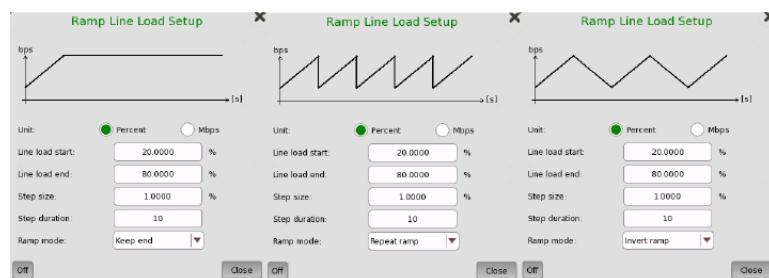 Ramp Line Load Setup
bps
[s]
Unit: Percent Mbps
Line load start: 20.0000 %
Line load end: 80.0000 %
Step size: 1.0000 %
Step duration: 10
Ramp mode: Keep end
Off Close
Ramp Line Load Setup
bps
[s]
Unit: Percent Mbps
Line load start: 20.0000 %
Line load end: 80.0000 %
Step size: 1.0000 %
Step duration: 10
Ramp mode: Repeat ramp
Off Close
Ramp Line Load Setup
bps
[s]
Unit: Percent Mbps
Line load start: 20.0000 %
Line load end: 80.0000 %
Step size: 1.0000 %
Step duration: 10
Ramp mode: Invert ramp
Off Close